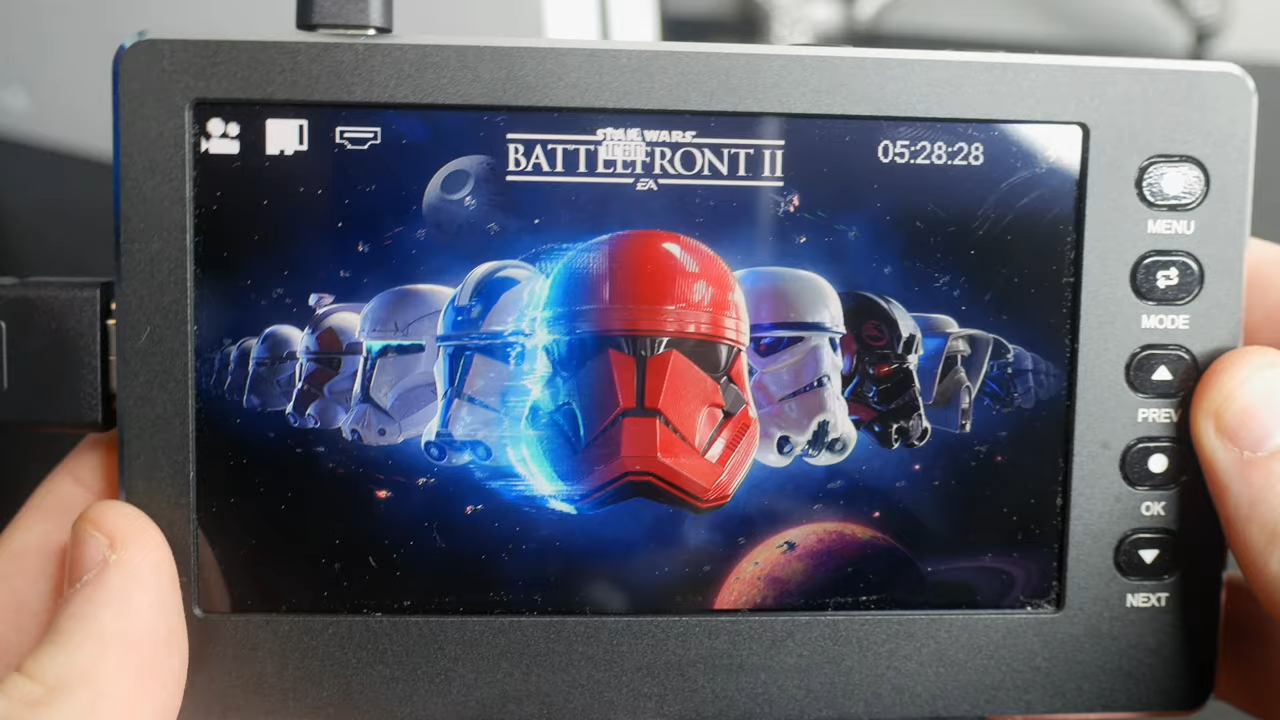 STAR WARS
BATTLEFRONT II
EA
05:28:28
MENU
MODE
PREV
OK
NEXT